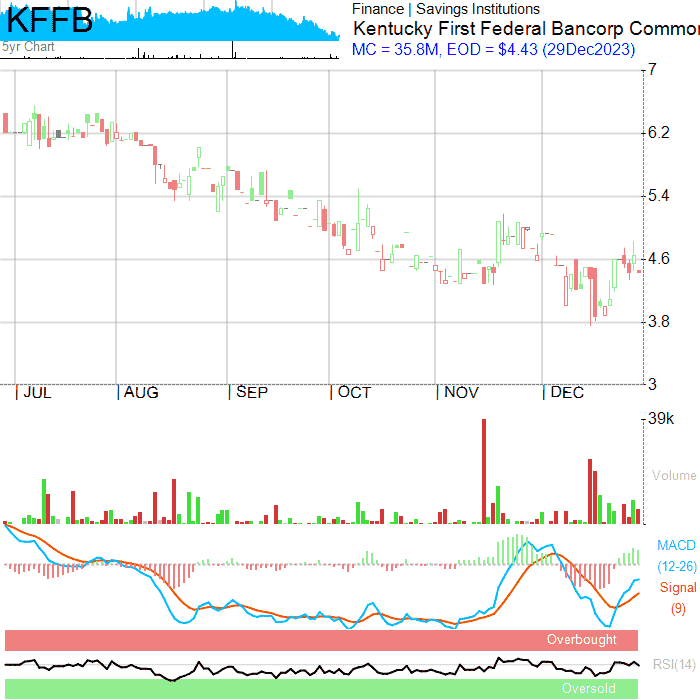 KFFB
5yr Chart
Finance | Savings Institutions
Kentucky First Federal Bancorp Commo
MC = 35.8M, EOD = $4.43 (29Dec2023)
7
6.2
5.4
4.6
3.8
3
JUL AUG SEP OCT NOV DEC
39k
Volume
MACD
(12-26)
Signal
(9)
Overbought
RSI(14)
Oversold